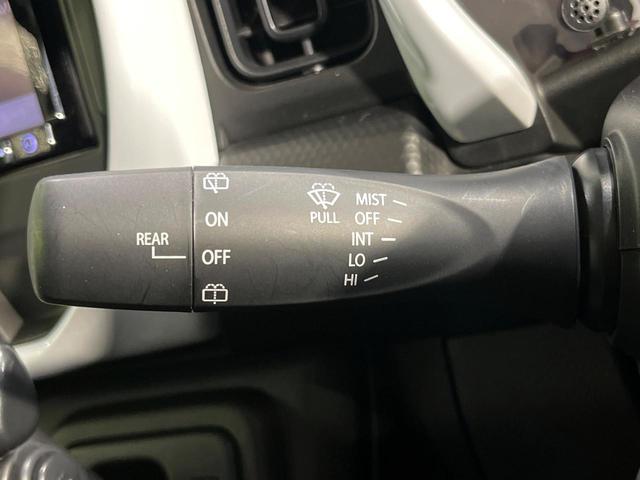 REAR
ON
OFF
PULL
MIST
OFF
INT
LO
HI